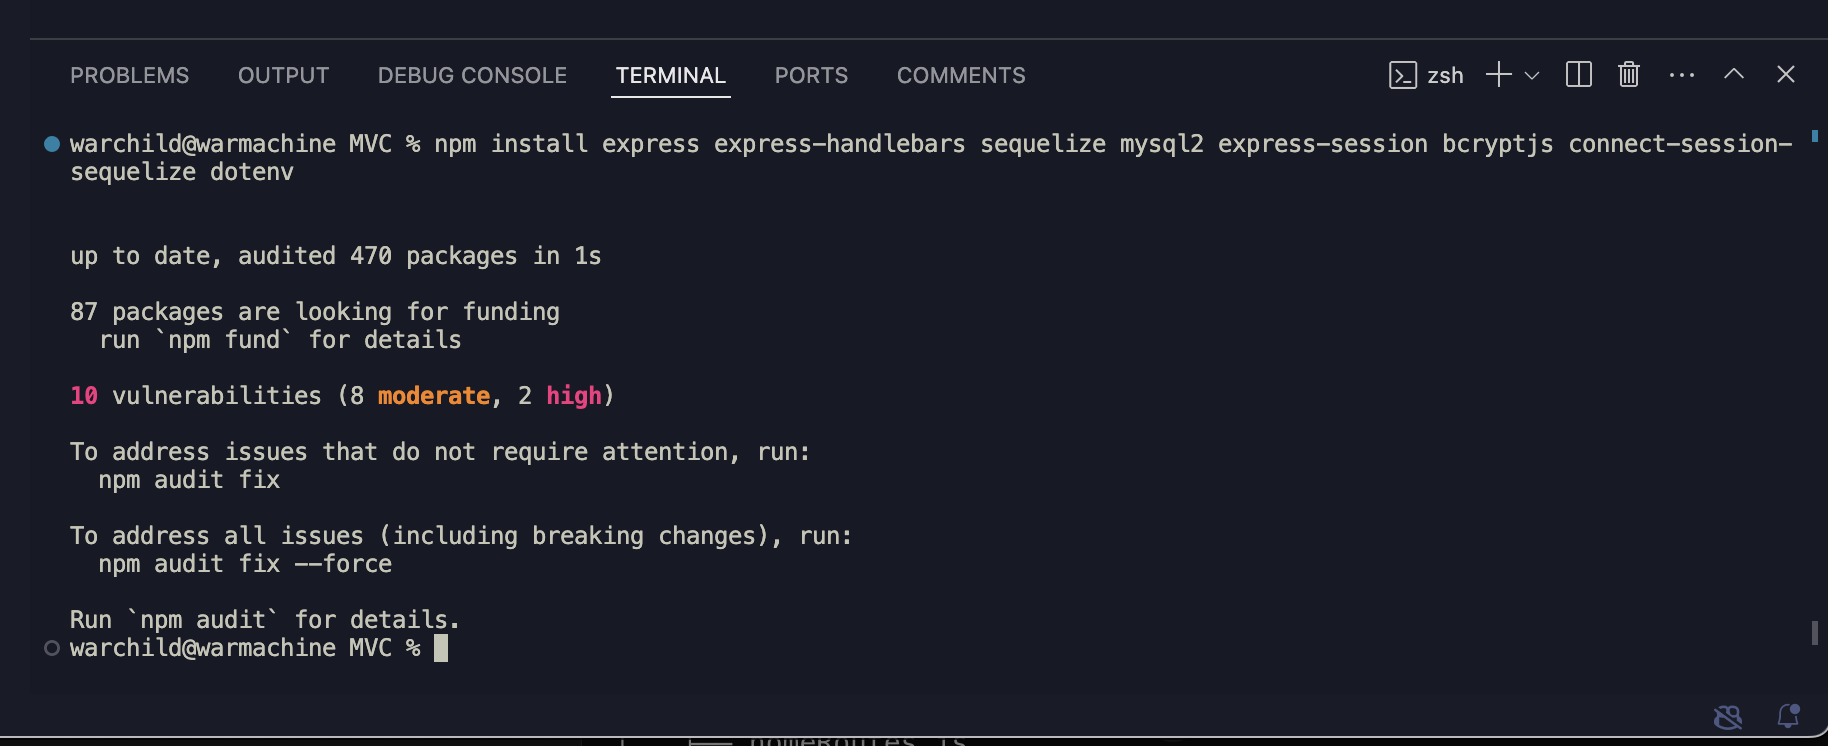 PROBLEMS OUTPUT DEBUG CONSOLE TERMINAL PORTS COMMENTS zsh
warchild@warmachine MVC % npm install express express-handlebars sequelize mysql2 express-session bcryptjs connect-session-
sequelize dotenv
up to date, audited 470 packages in 1s
87 packages are looking for funding
run `npm fund` for details
10 vulnerabilities (8 moderate, 2 high)
To address issues that do not require attention, run:
npm audit fix
To address all issues (including breaking changes), run:
npm audit fix --force
Run `npm audit` for details.
warchild@warmachine MVC %